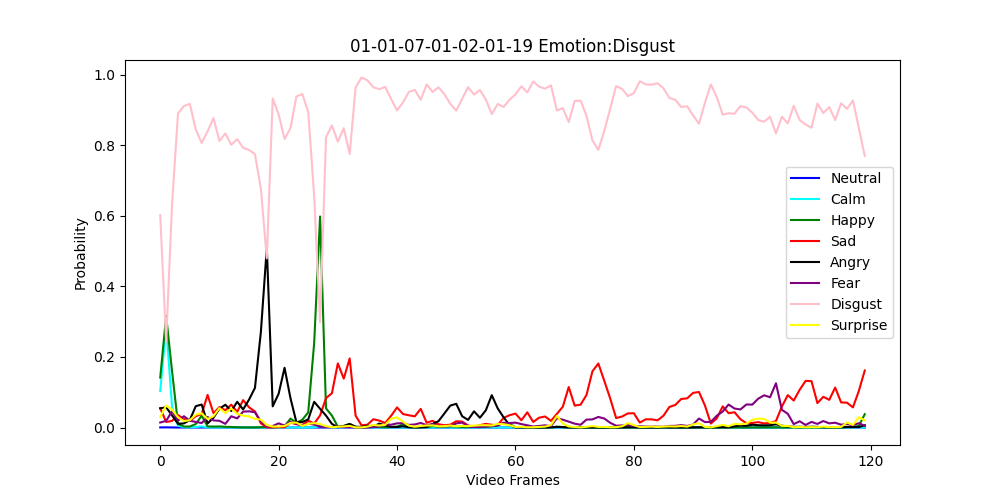 01-01-07-01-02-01-19 Emotion:Disgust
1.0
0.8
0.6
0.4
0.2
0.0
Probability
Neutral
Calm
Happy
Sad
Angry
Fear
Disgust
Surprise
0 20 40 60 80 100 120
Video Frames